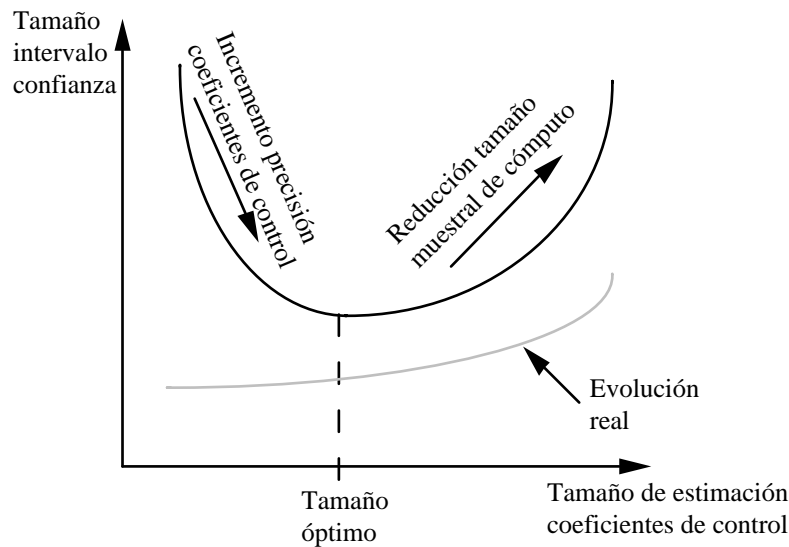 Tamaño
intervalo
confianza
Incremento precisión
coeficientes de control
Reducción tamaño
muestral de cómputo
Evolución
real
Tamaño
óptimo
Tamaño de estimación
coeficientes de control